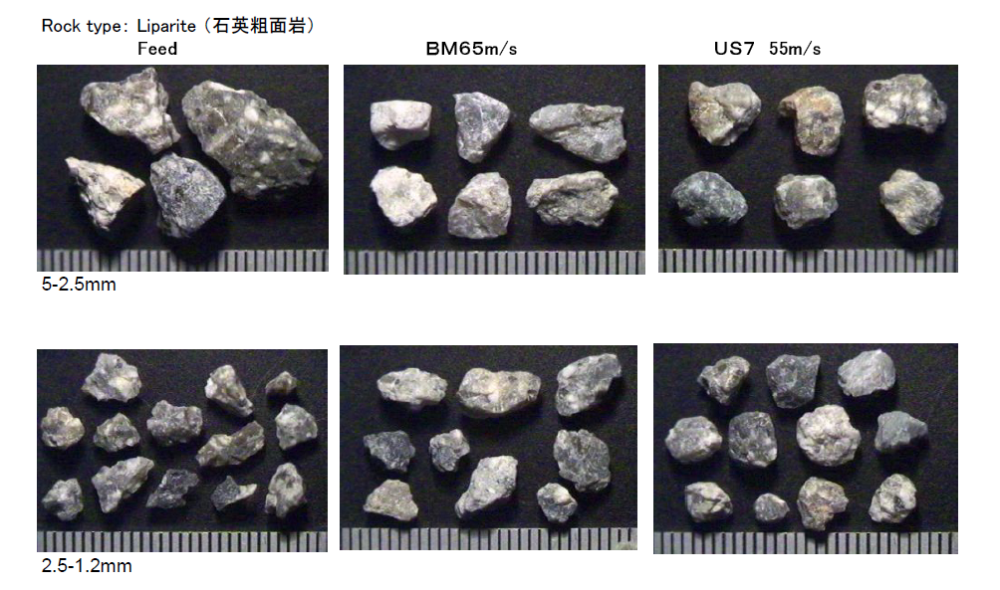 Rock type: Liparite（石英粗面岩）
Feed
BM65m/s
US7 55m/s
5-2.5mm
2.5-1.2mm